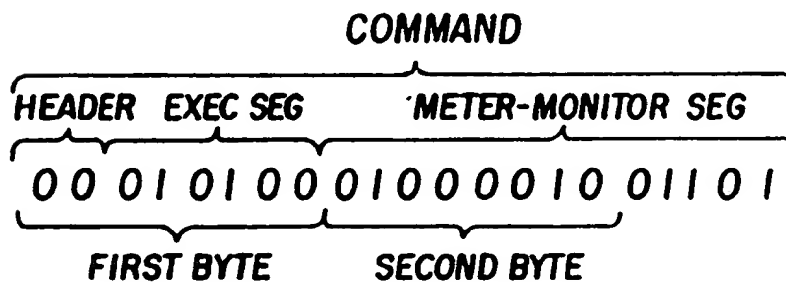 COMMAND
HEADER EXEC SEG METER-MONITOR SEG
0 0 0 1 0 1 0 0 0 1 0 0 0 0 1 0 0 1 1 0 1
FIRST BYTE SECOND BYTE